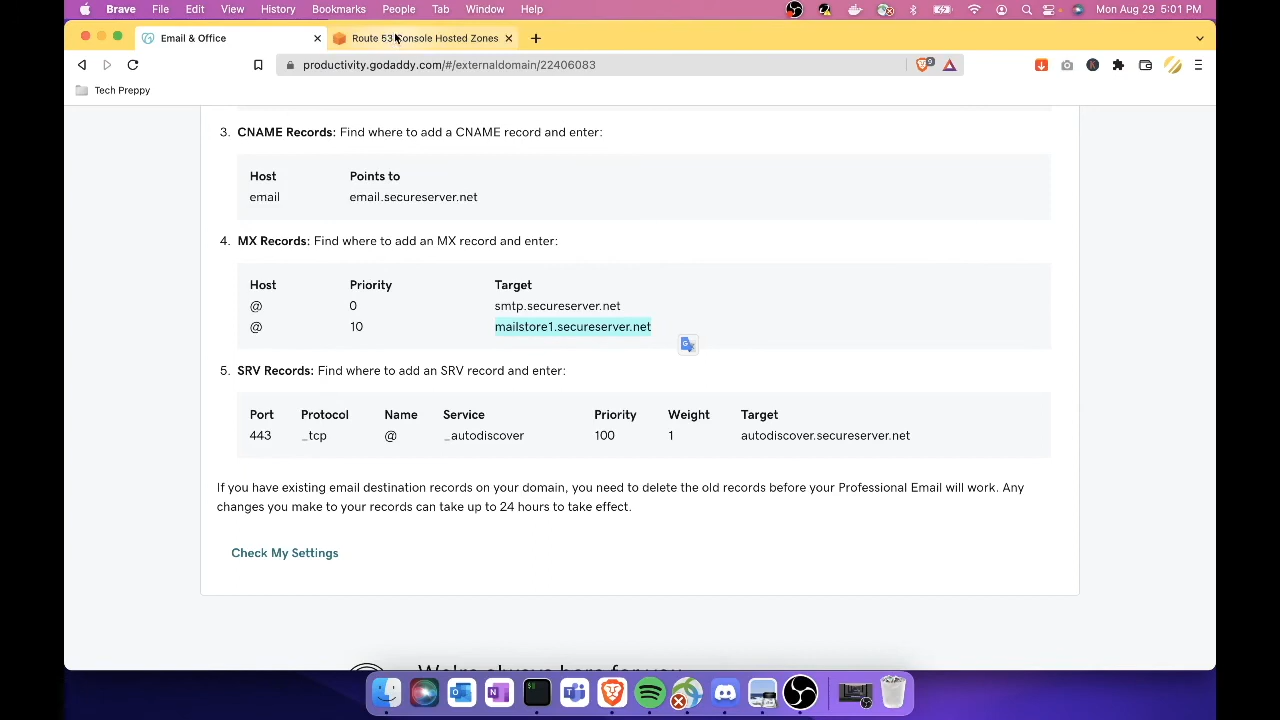 Brave File Edit View History Bookmarks People Tab Window Help Mon Aug 29 5:01 PM
Email & Office
Route 53 Console Hosted Zones
productivity.godaddy.com/#/externaldomain/22406083
9
Tech Preppy
3. CNAME Records: Find where to add a CNAME record and enter:
Host Points to
email email.secureserver.net
4. MX Records: Find where to add an MX record and enter:
Host Priority Target
@ 0 smtp.secureserver.net
@ 10 mailstore1.secureserver.net
5. SRV Records: Find where to add an SRV record and enter:
Port Protocol Name Service Priority Weight Target
443 _tcp @ _autodiscover 100 1 autodiscover.secureserver.net
If you have existing email destination records on your domain, you need to delete the old records before your Professional Email will work. Any
changes you make to your records can take up to 24 hours to take effect.
Check My Settings
We're always here for you